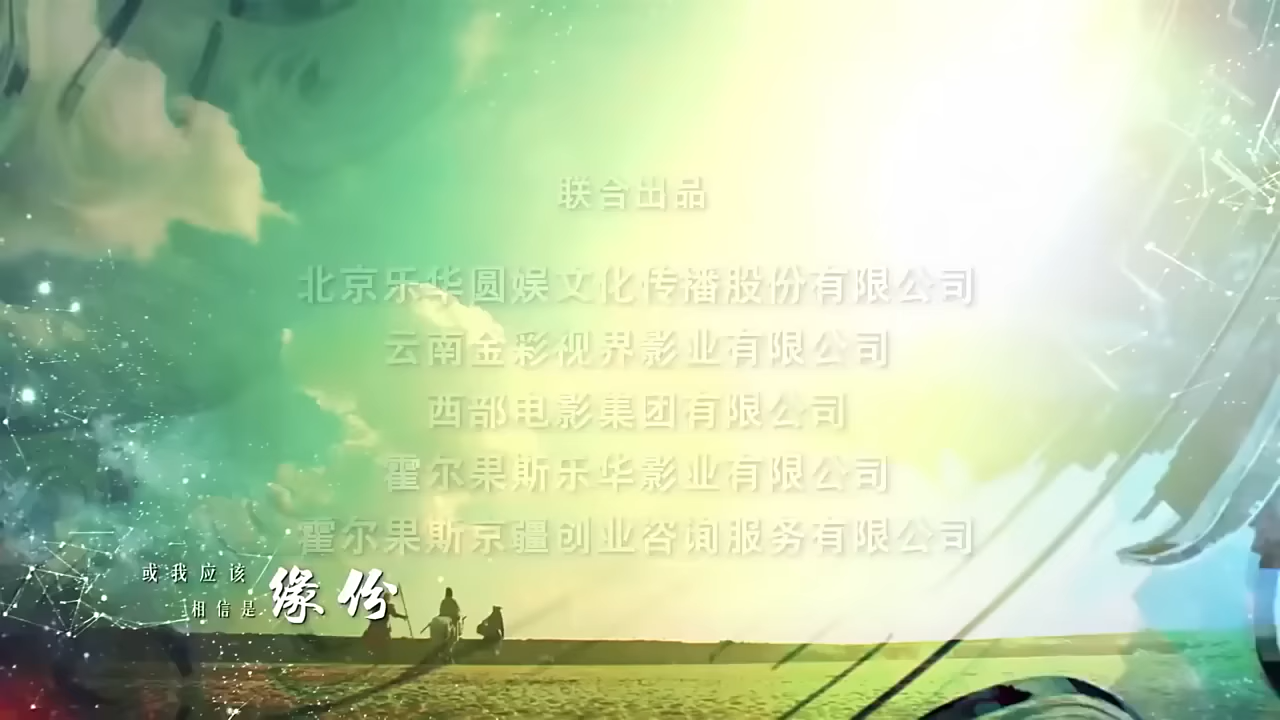 联合出品
北京乐华圆娱文化传播股份有限公司
云南金彩视界影业有限公司
西部电影集团有限公司
霍尔果斯乐华影业有限公司
霍尔果斯京疆创业咨询服务有限公司
或我应该
相信是缘份